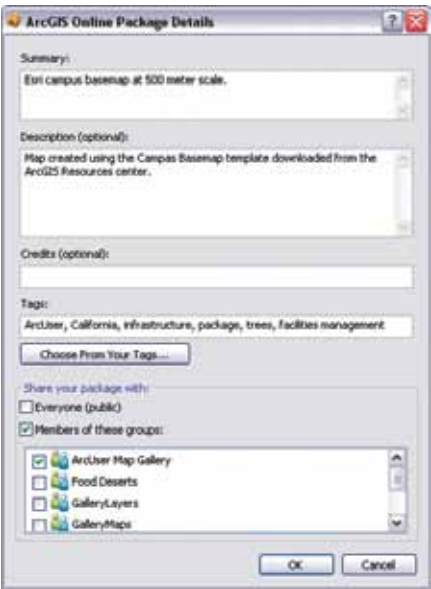 ArcGIS Online Package Details
Summary:
Esri campus basemap at 500 meter scale.
Description (optional):
Map created using the Campas Basemap template downloaded from the
ArcGIS Resources center.
Credits (optional):
Tags:
ArcUser, California, infrastructure, package, trees, facilities management
Choose From Your Tags...
Share your package with:
Everyone (public)
Members of these groups:
ArcUser Map Gallery
Food Deserts
GalleryLayers
GalleryMaps
OK
Cancel